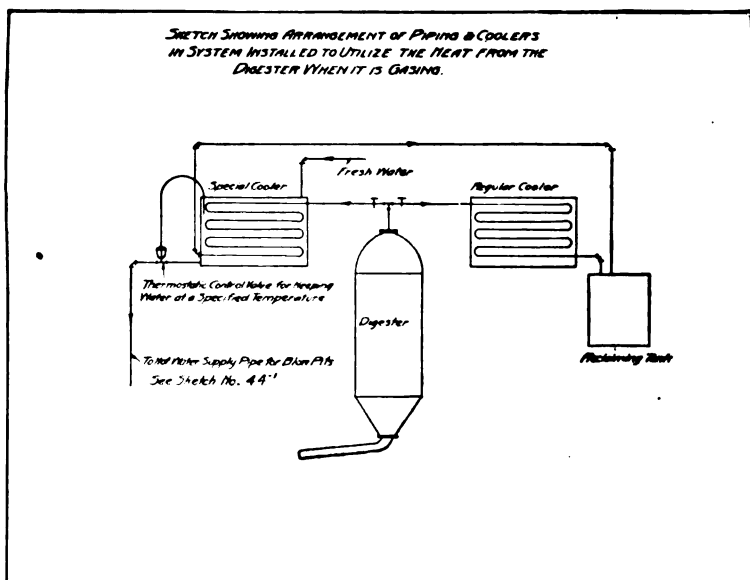 SKETCH SHOWING ARRANGEMENT OF PIPING & COOLERS
IN SYSTEM INSTALLED TO UTILIZE THE HEAT FROM THE
DIGESTER WHEN IT IS GASING.
Fresh Water
Special Cooler
Regular Cooler
Thermostatic Control Valve for Keeping
Water at a Specified Temperature
Digester
To Hot Water Supply Pipe for Blow Pits
See Sketch No. 44-1
Reclaiming Tank